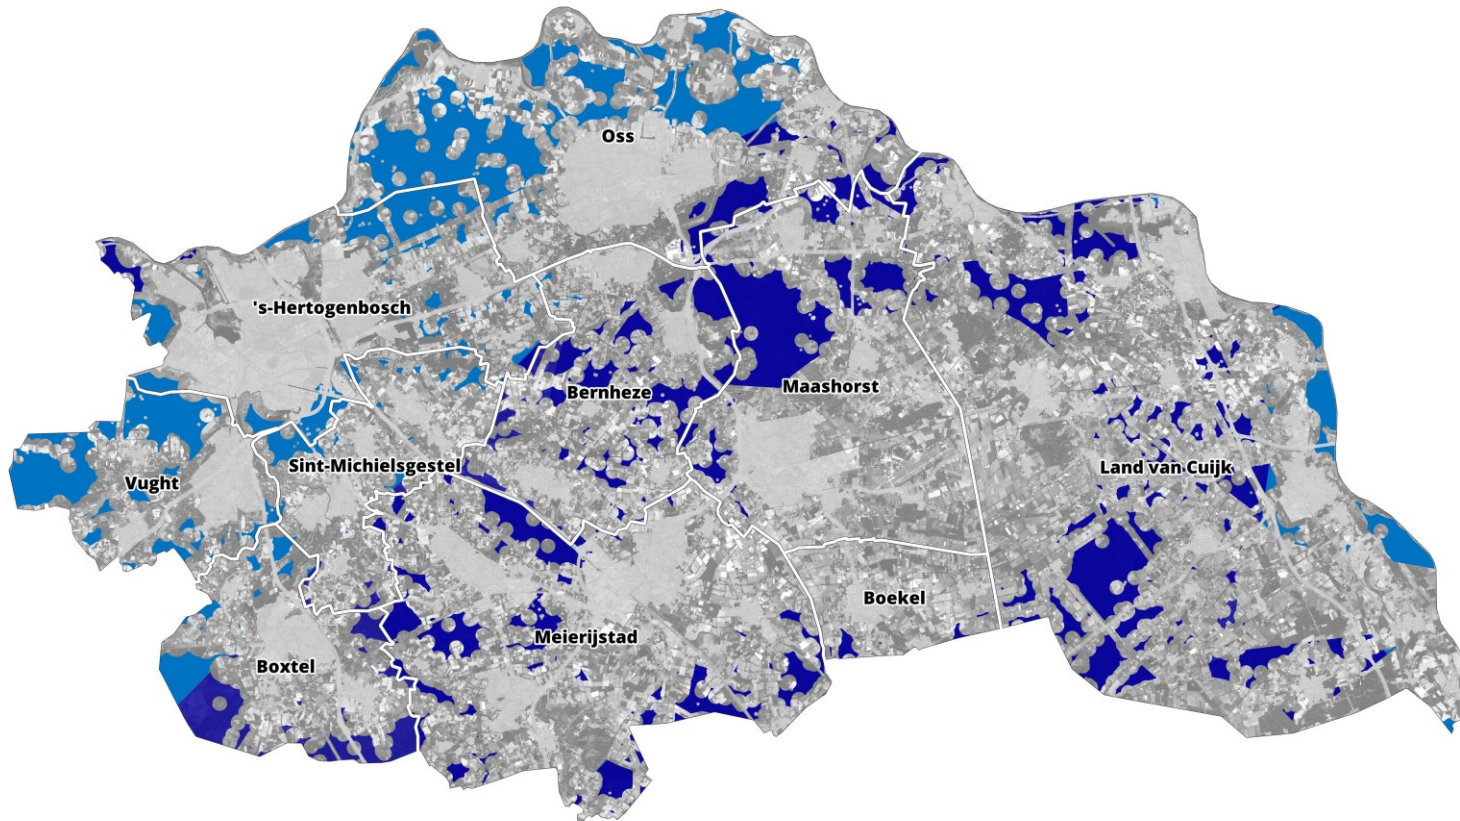 Oss
's-Hertogenbosch
Bernheze
Maashorst
Sint-Michielsgestel
Land van Cuijk
Vught
Boekel
Meierijstad
Boxtel